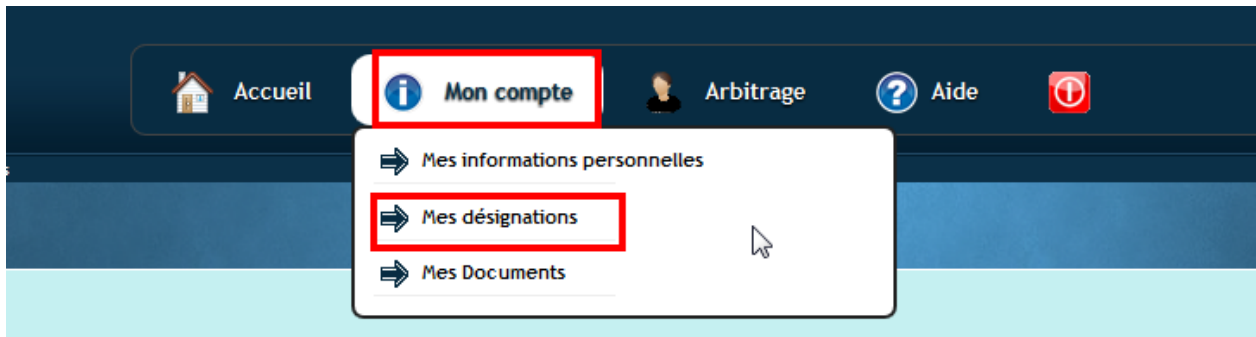 Accueil
Mon compte
Arbitrage
Aide
Mes informations personnelles
Mes désignations
Mes Documents